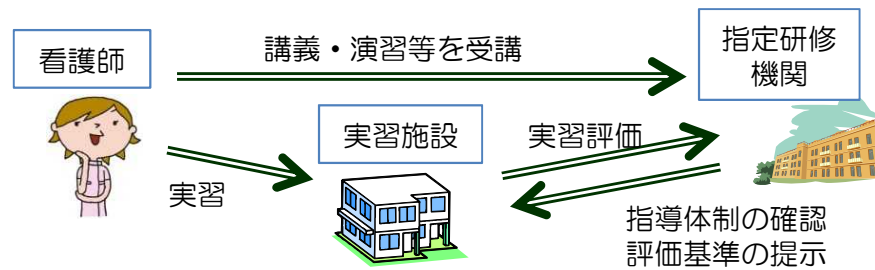 看護師
講義・演習等を受講
指定研修
機関
実習施設
実習評価
実習
指導体制の確認
評価基準の提示